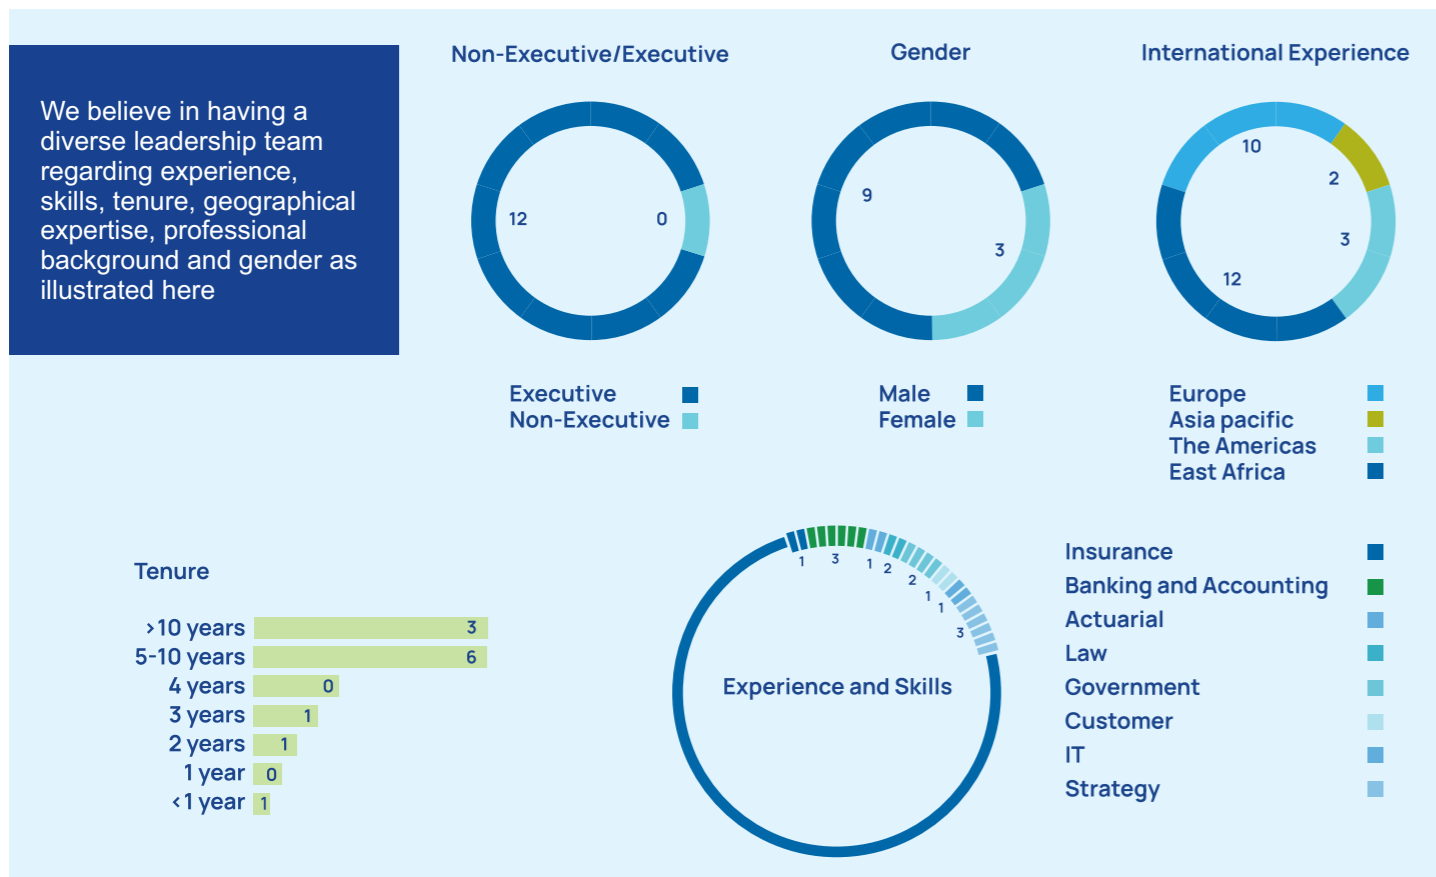 We believe in having a
diverse leadership team
regarding experience,
skills, tenure, geographical
expertise, professional
background and gender as
illustrated here
Non-Executive/Executive
12
0
Executive
Non-Executive
Gender
9
3
Male
Female
International Experience
10
2
3
12
Europe
Asia pacific
The Americas
East Africa
Tenure
>10 years 3
5-10 years 6
4 years 0
3 years 1
2 years 1
1 year 0
<1 year 1
1
3
1
2
2
1
1
3
Experience and Skills
Insurance
Banking and Accounting
Actuarial
Law
Government
Customer
IT
Strategy